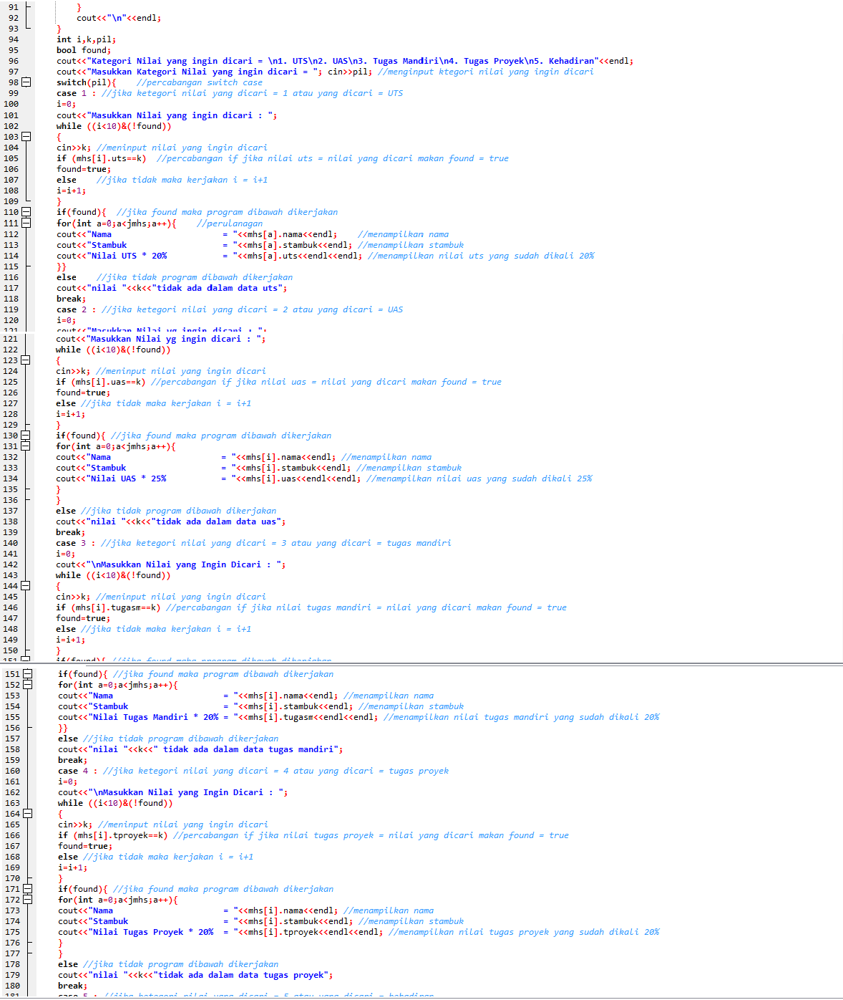 91 }
92 cout<<"\n"<<endl;
93 }
94 int i,k,pil;
95 bool found;
96 cout<<"Kategori Nilai yang ingin dicari = \n1. UTS\n2. UAS\n3. Tugas Mandiri\n4. Tugas Proyek\n5. Kehadiran"<<endl;
97 cout<<"Masukkan Kategori Nilai yang ingin dicari = "; cin>>pil; //menginput ktegori nilai yang ingin dicari
98 switch(pil){ //percabangan switch case
99 case 1 : //jika ketegori nilai yang dicari = 1 atau yang dicari = UTS
100 i=0;
101 cout<<"Masukkan Nilai yang ingin dicari : ";
102 while ((i<10)&(!found))
103 {
104 cin>>k; //meninput nilai yang ingin dicari
105 if (mhs[i].uts==k) //percabangan if jika nilai uts = nilai yang dicari makan found = true
106 found=true;
107 else //jika tidak maka kerjakan i = i+1
108 i=i+1;
109 }
110 if(found){ //jika found maka program dibawah dikerjakan
111 for(int a=0;a<jmhs;a++){ //perulanagan
112 cout<<"Nama = "<<mhs[a].nama<<endl; //menampilkan nama
113 cout<<"Stambuk = "<<mhs[a].stambuk<<endl; //menampilkan stambuk
114 cout<<"Nilai UTS * 20% = "<<mhs[a].uts<<endl<<endl; //menampilkan nilai uts yang sudah dikali 20%
115 }}
116 else //jika tidak program dibawah dikerjakan
117 cout<<"nilai "<<k<<"tidak ada dalam data uts";
118 break;
119 case 2 : //jika ketegori nilai yang dicari = 2 atau yang dicari = UAS
120 i=0;
121 cout<<"Masukkan Nilai yg ingin dicari : ";
121 cout<<"Masukkan Nilai yg ingin dicari : ";
122 while ((i<10)&(!found))
123 {
124 cin>>k; //meninput nilai yang ingin dicari
125 if (mhs[i].uas==k) //percabangan if jika nilai uas = nilai yang dicari makan found = true
126 found=true;
127 else //jika tidak maka kerjakan i = i+1
128 i=i+1;
129 }
130 if(found){ //jika found maka program dibawah dikerjakan
131 for(int a=0;a<jmhs;a++){
132 cout<<"Nama = "<<mhs[i].nama<<endl; //menampilkan nama
133 cout<<"Stambuk = "<<mhs[i].stambuk<<endl; //menampilkan stambuk
134 cout<<"Nilai UAS * 25% = "<<mhs[i].uas<<endl<<endl; //menampilkan nilai uas yang sudah dikali 25%
135 }
136 }
137 else //jika tidak program dibawah dikerjakan
138 cout<<"nilai "<<k<<"tidak ada dalam data uas";
139 break;
140 case 3 : //jika ketegori nilai yang dicari = 3 atau yang dicari = tugas mandiri
141 i=0;
142 cout<<"\nMasukkan Nilai yang Ingin Dicari : ";
143 while ((i<10)&(!found))
144 {
145 cin>>k; //meninput nilai yang ingin dicari
146 if (mhs[i].tugasm==k) //percabangan if jika nilai tugas mandiri = nilai yang dicari makan found = true
147 found=true;
148 else //jika tidak maka kerjakan i = i+1
149 i=i+1;
150 }
151 if(found){ //jika found maka program dibawah dikerjakan
151 if(found){ //jika found maka program dibawah dikerjakan
152 for(int a=0;a<jmhs;a++){
153 cout<<"Nama = "<<mhs[i].nama<<endl; //menampilkan nama
154 cout<<"Stambuk = "<<mhs[i].stambuk<<endl; //menampilkan stambuk
155 cout<<"Nilai Tugas Mandiri * 20% = "<<mhs[i].tugasm<<endl<<endl; //menampilkan nilai tugas mandiri yang sudah dikali 20%
156 }}
157 else //jika tidak program dibawah dikerjakan
158 cout<<"nilai "<<k<<" tidak ada dalam data tugas mandiri";
159 break;
160 case 4 : //jika ketegori nilai yang dicari = 4 atau yang dicari = tugas proyek
161 i=0;
162 cout<<"\nMasukkan Nilai yang Ingin Dicari : ";
163 while ((i<10)&(!found))
164 {
165 cin>>k; //meninput nilai yang ingin dicari
166 if (mhs[i].tproyek==k) //percabangan if jika nilai tugas proyek = nilai yang dicari makan found = true
167 found=true;
168 else //jika tidak maka kerjakan i = i+1
169 i=i+1;
170 }
171 if(found){ //jika found maka program dibawah dikerjakan
172 for(int a=0;a<jmhs;a++){
173 cout<<"Nama = "<<mhs[i].nama<<endl; //menampilkan nama
174 cout<<"Stambuk = "<<mhs[i].stambuk<<endl; //menampilkan stambuk
175 cout<<"Nilai Tugas Proyek * 20% = "<<mhs[i].tproyek<<endl<<endl; //menampilkan nilai tugas proyek yang sudah dikali 20%
176 }
177 }
178 else //jika tidak program dibawah dikerjakan
179 cout<<"nilai "<<k<<"tidak ada dalam data tugas proyek";
180 break;
181 case 5 : //jika ketegori nilai yang dicari = 5 atau yang dicari = kehadiran